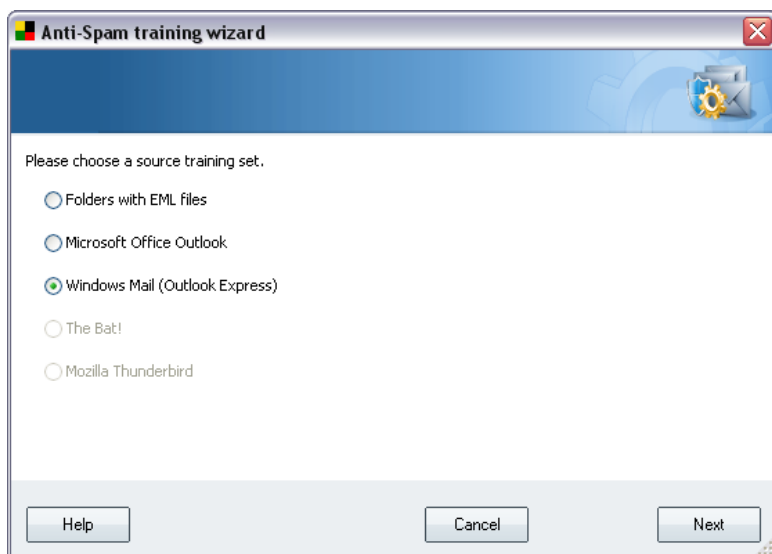 Anti-Spam training wizard
Please choose a source training set.
Folders with EML files
Microsoft Office Outlook
Windows Mail (Outlook Express)
The Bat!
Mozilla Thunderbird
Help Cancel Next